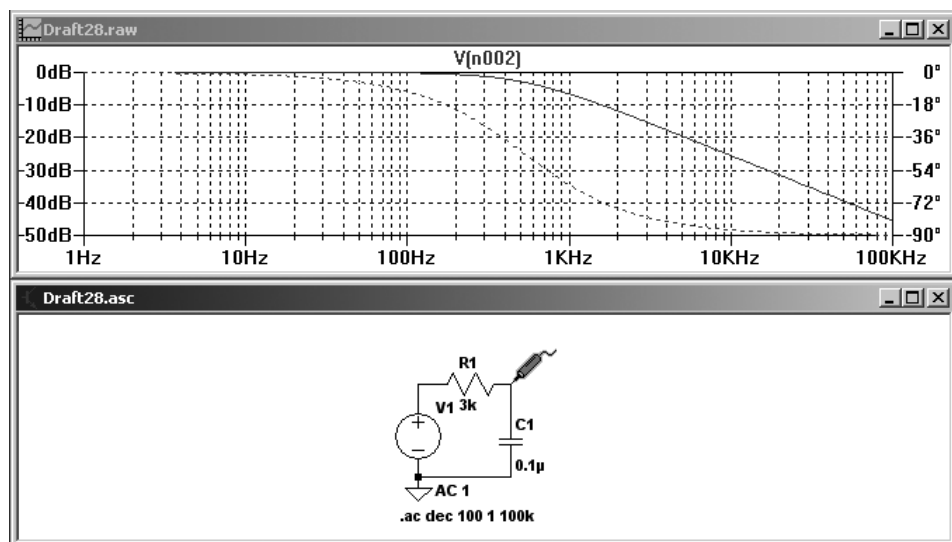 Draft28.raw
V(n002)
0dB
-10dB
-20dB
-30dB
-40dB
-50dB
0°
-18°
-36°
-54°
-72°
-90°
1Hz 10Hz 100Hz 1KHz 10KHz 100KHz
Draft28.asc
R1
V1 3k
C1
0.1µ
AC 1
.ac dec 100 1 100k